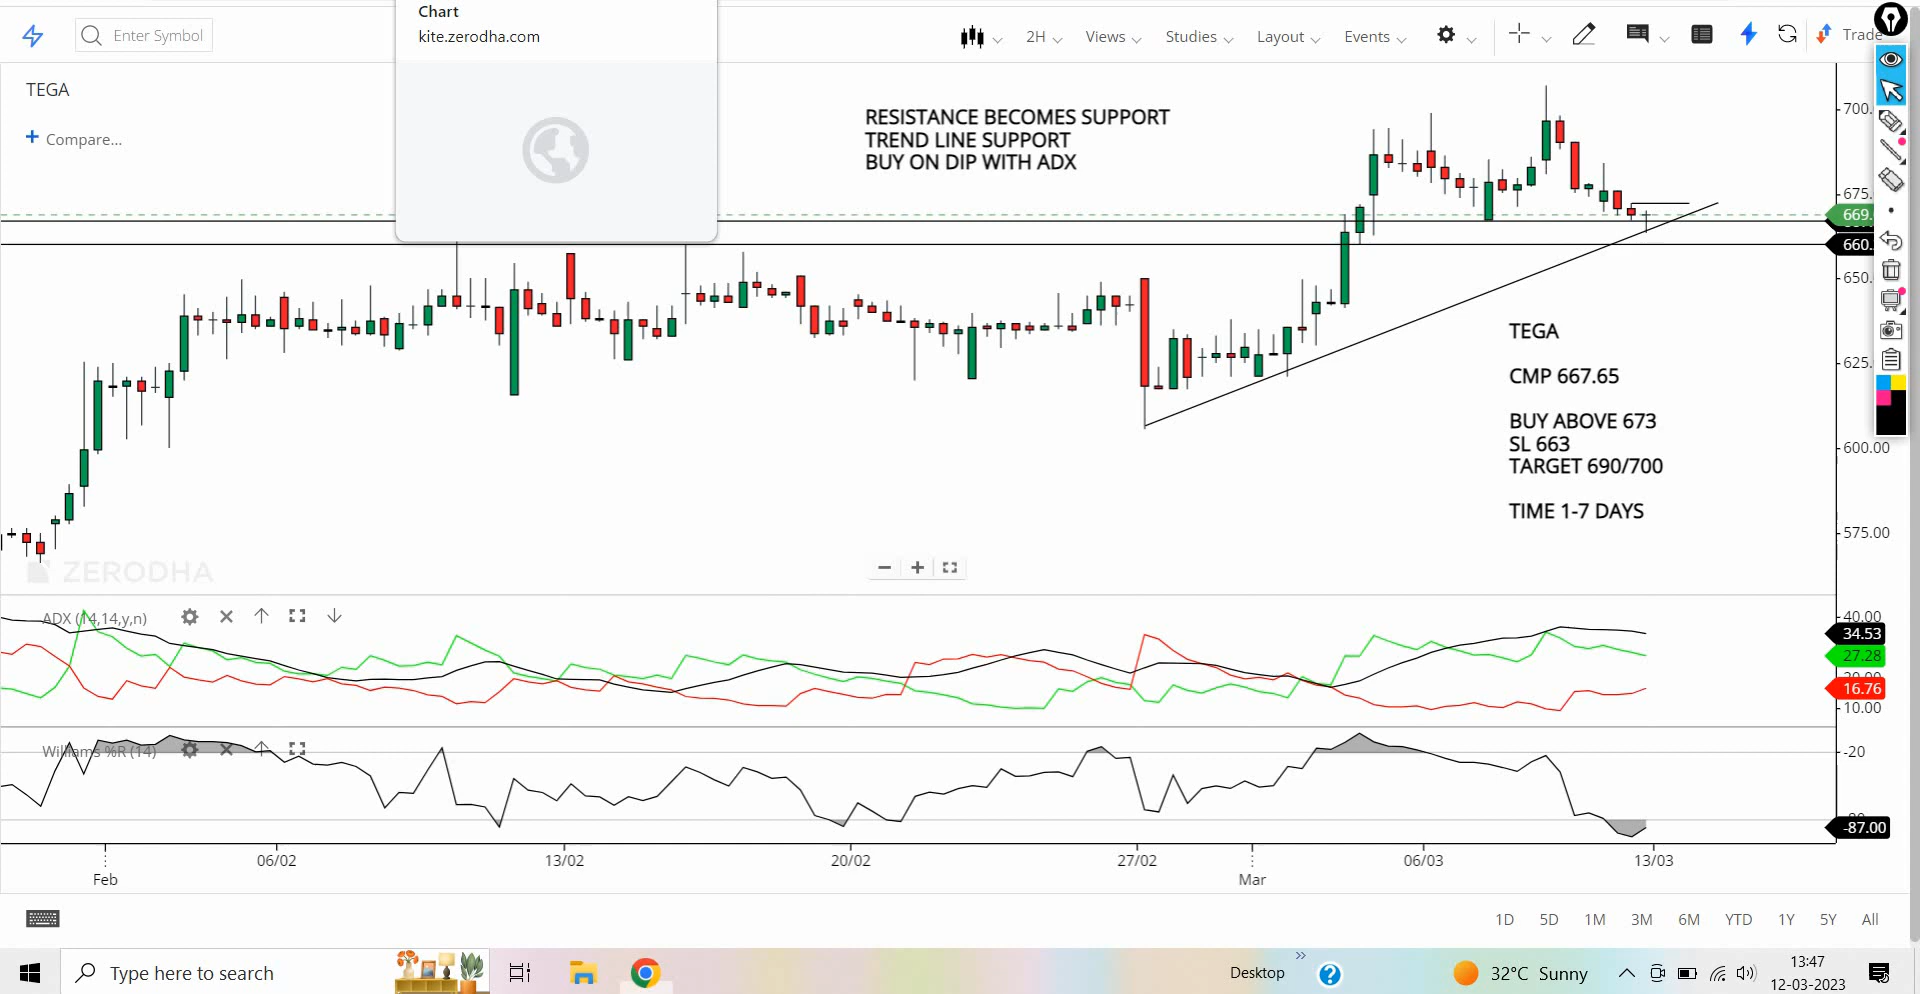 Chart
kite.zerodha.com
Enter Symbol
2H
Views
Studies
Layout
Events
Trade
TEGA
Compare...
RESISTANCE BECOMES SUPPORT
TREND LINE SUPPORT
BUY ON DIP WITH ADX
700.
675.
669.
660.
650.
625.
600.00
575.00
TEGA
CMP 667.65
BUY ABOVE 673
SL 663
TARGET 690/700
TIME 1-7 DAYS
ZERODHA
ADX (14,14,y,n)
40.00
34.53
27.28
16.76
10.00
Williams %R (14)
-20
-87.00
06/02
13/02
20/02
27/02
06/03
13/03
Feb
Mar
1D 5D 1M 3M 6M YTD 1Y 5Y All
Type here to search
Desktop
32°C Sunny
13:47
12-03-2023